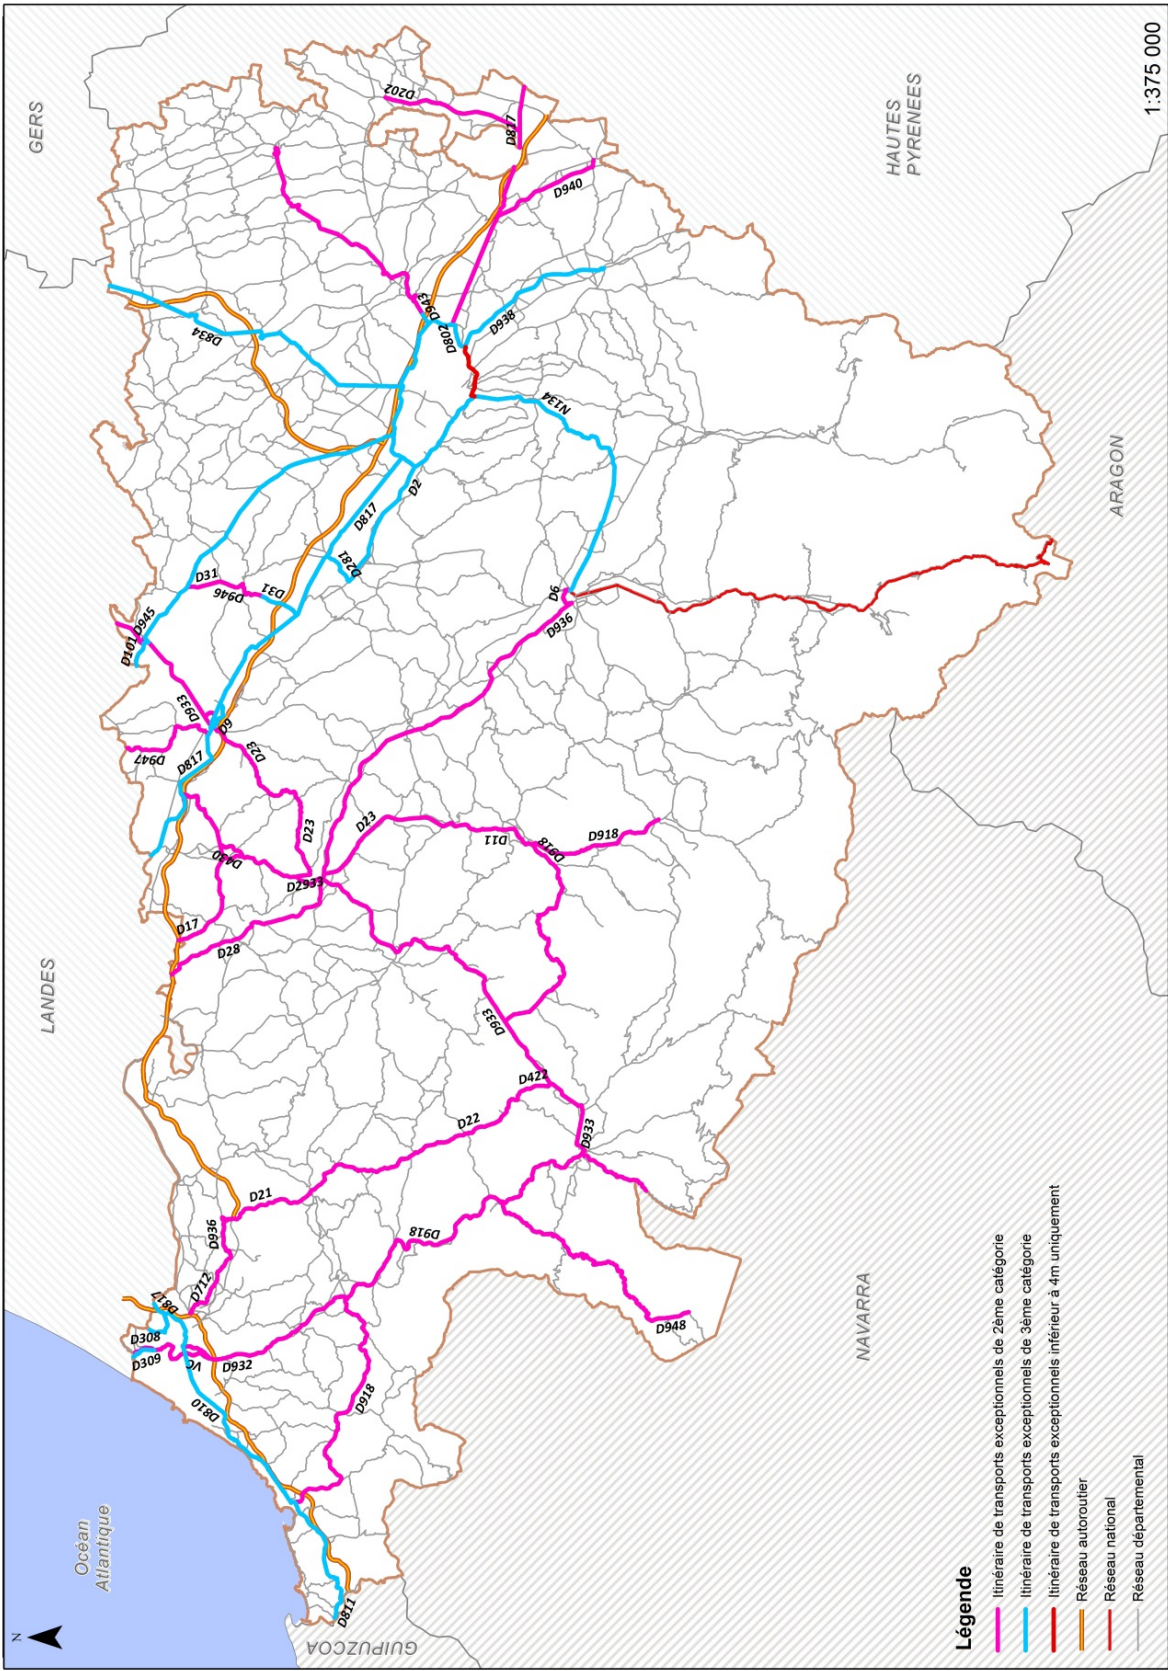 Océan
Atlantique
LANDES
GERS
HAUTES
PYRENEES
ARAGON
NAVARRA
GUIPUZCOA
N
D811
D810
D309
D308
D817
VC
D932
D712
D936
D21
D918
D918
D948
D933
D22
D422
D933
D28
D17
D430
D2933
D23
D23
D11
D918
D918
D947
D817
D933
D9
D101
D945
D31
D946
D31
D281
D817
D2
D936
D6
N134
D834
D943
D802
D938
D940
D817
D202
Légende
Itinéraire de transports exceptionnels de 2ème catégorie
Itinéraire de transports exceptionnels de 3ème catégorie
Itinéraire de transports exceptionnels inférieur à 4m uniquement
Réseau autoroutier
Réseau national
Réseau départemental
1:375 000